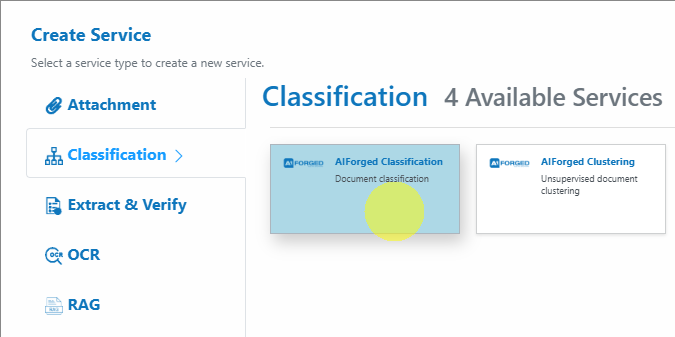 Create Service
Select a service type to create a new service.
Attachment
Classification
Extract & Verify
OCR
OCR
RAG
Classification 4 Available Services
AIFORGED
AIForged Classification
Document classification
AIFORGED
AIForged Clustering
Unsupervised document
clustering